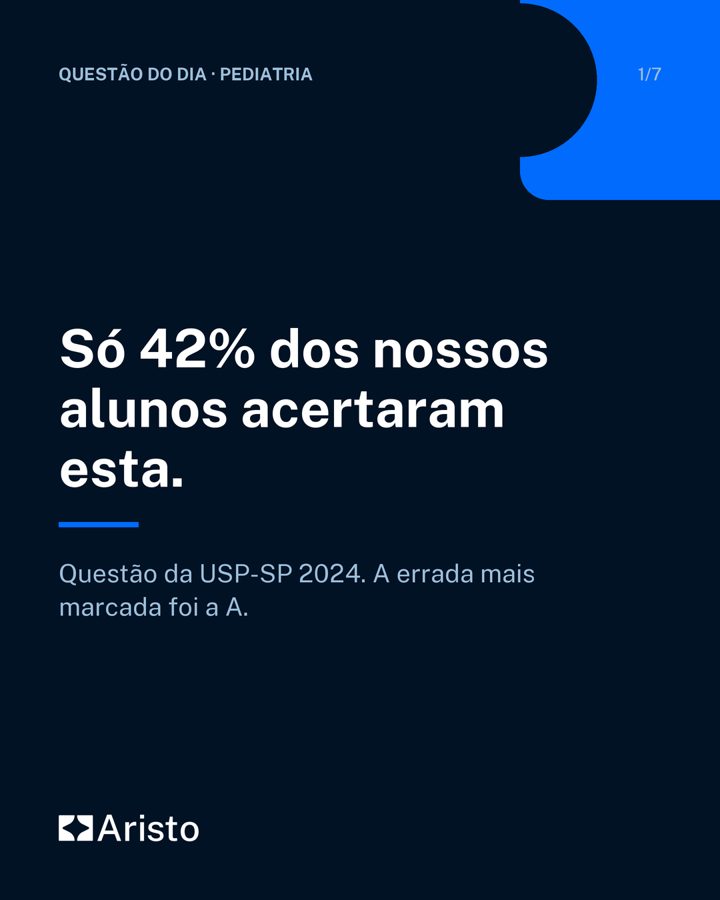 QUESTÃO DO DIA · PEDIATRIA
1/7
Só 42% dos nossos
alunos acertaram
esta.
Questão da USP-SP 2024. A errada mais
marcada foi a A.
Aristo